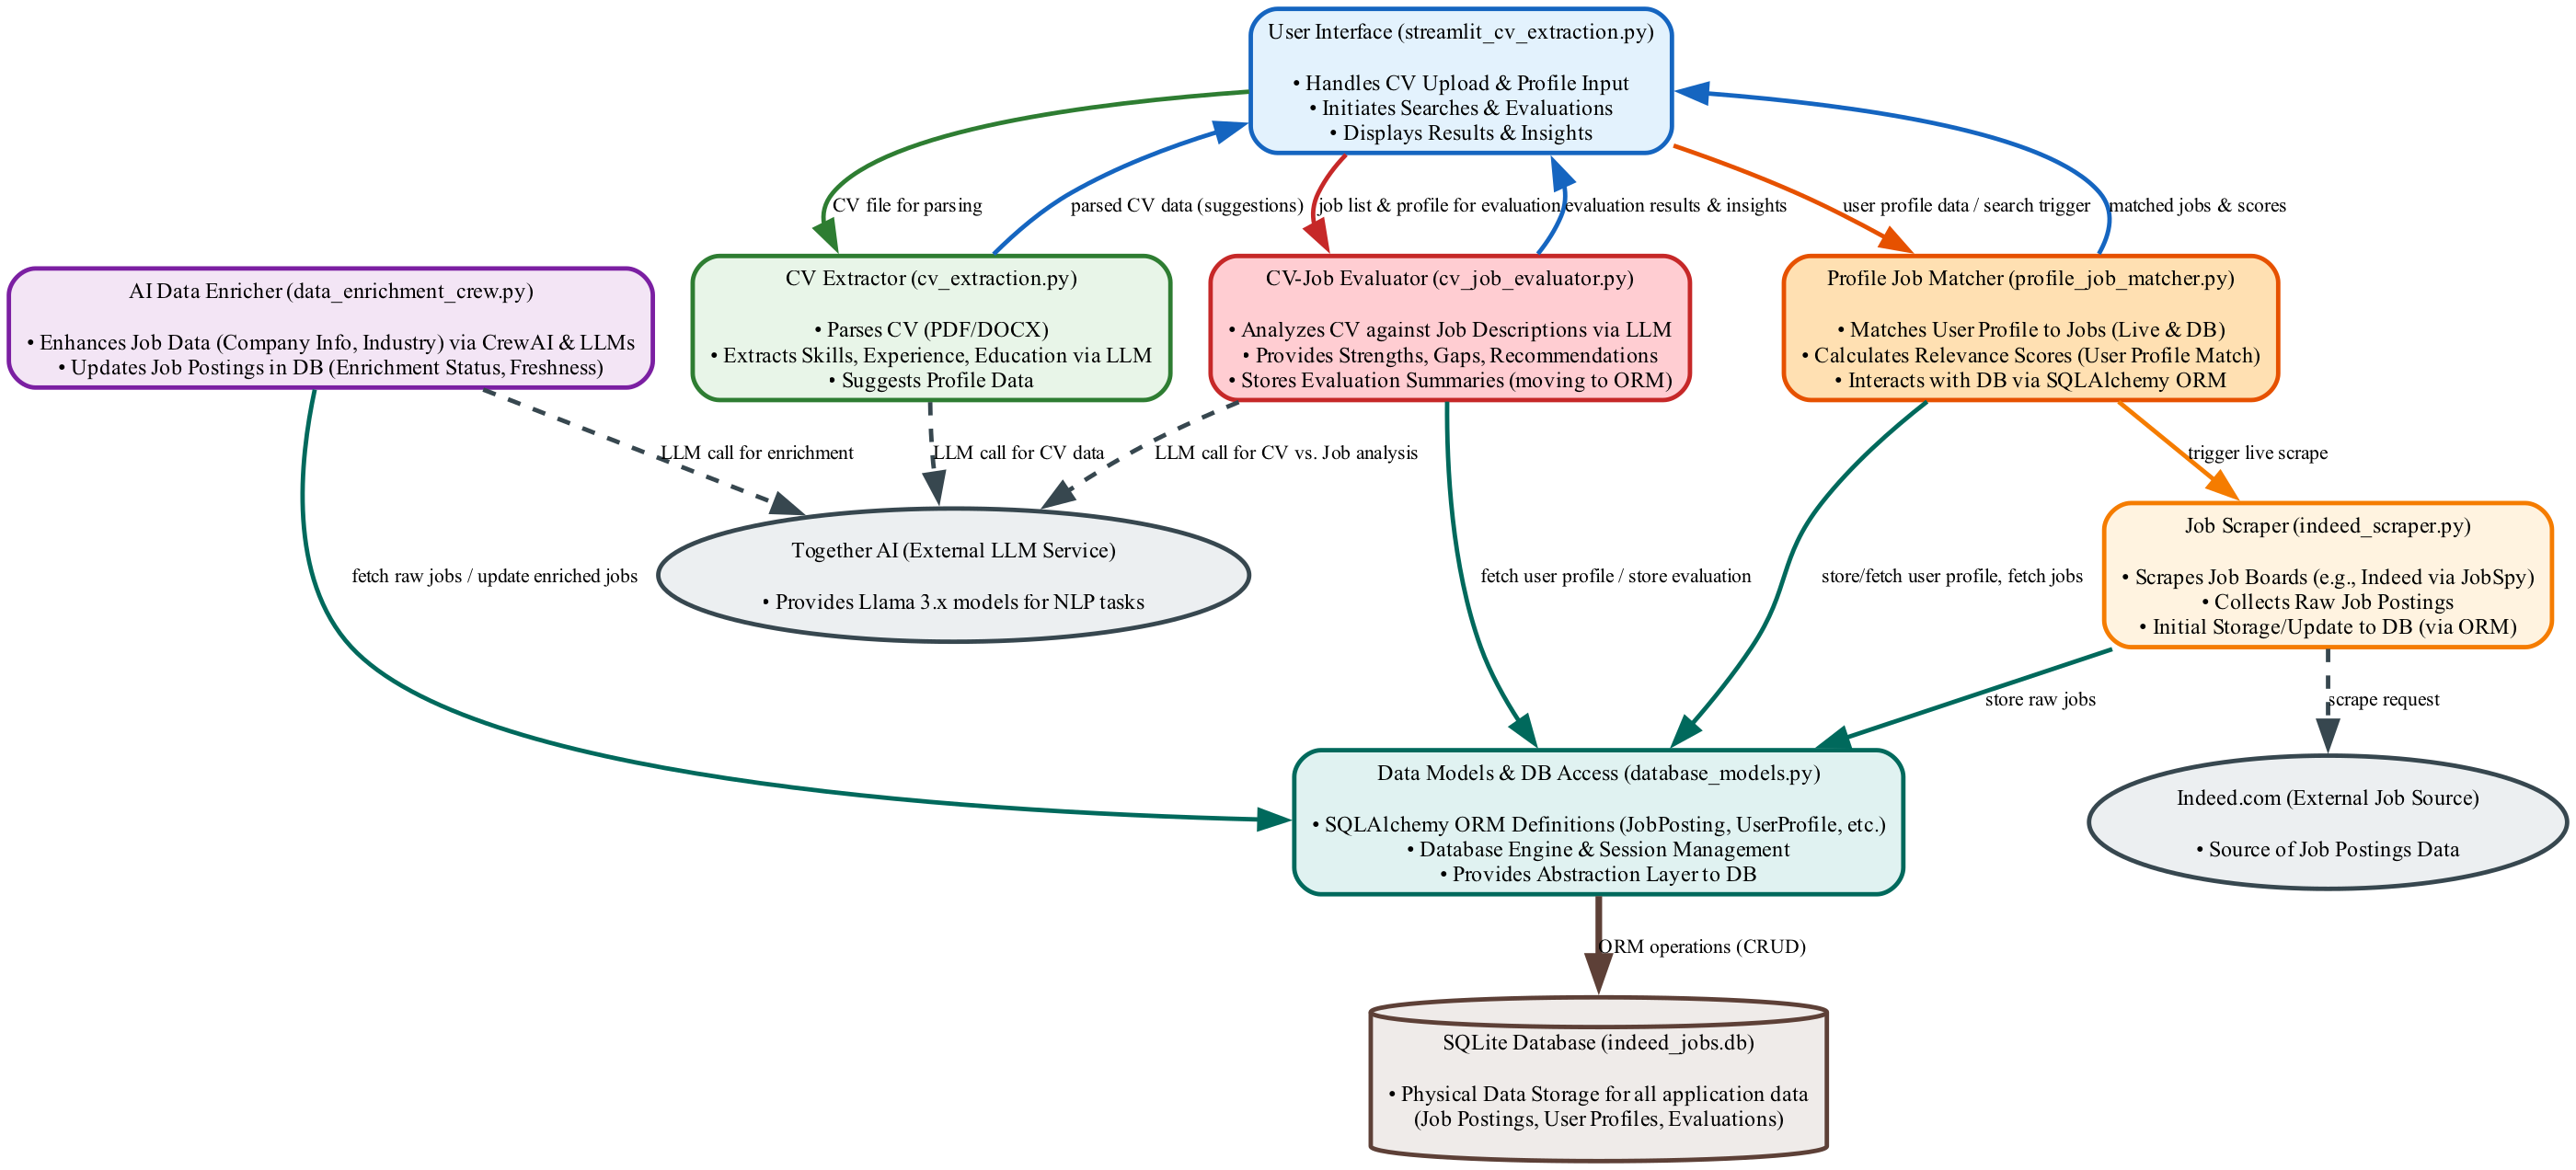 User Interface (streamlit_cv_extraction.py)
• Handles CV Upload & Profile Input
• Initiates Searches & Evaluations
• Displays Results & Insights
CV file for parsing
parsed CV data (suggestions)
job list & profile for evaluation
evaluation results & insights
user profile data / search trigger
matched jobs & scores
AI Data Enricher (data_enrichment_crew.py)
• Enhances Job Data (Company Info, Industry) via CrewAI & LLMs
• Updates Job Postings in DB (Enrichment Status, Freshness)
CV Extractor (cv_extraction.py)
• Parses CV (PDF/DOCX)
• Extracts Skills, Experience, Education via LLM
• Suggests Profile Data
CV-Job Evaluator (cv_job_evaluator.py)
• Analyzes CV against Job Descriptions via LLM
• Provides Strengths, Gaps, Recommendations
• Stores Evaluation Summaries (moving to ORM)
Profile Job Matcher (profile_job_matcher.py)
• Matches User Profile to Jobs (Live & DB)
• Calculates Relevance Scores (User Profile Match)
• Interacts with DB via SQLAlchemy ORM
LLM call for enrichment
LLM call for CV data
LLM call for CV vs. Job analysis
trigger live scrape
Together AI (External LLM Service)
• Provides Llama 3.x models for NLP tasks
Job Scraper (indeed_scraper.py)
• Scrapes Job Boards (e.g., Indeed via JobSpy)
• Collects Raw Job Postings
• Initial Storage/Update to DB (via ORM)
fetch raw jobs / update enriched jobs
fetch user profile / store evaluation
store/fetch user profile, fetch jobs
store raw jobs
scrape request
Data Models & DB Access (database_models.py)
• SQLAlchemy ORM Definitions (JobPosting, UserProfile, etc.)
• Database Engine & Session Management
• Provides Abstraction Layer to DB
Indeed.com (External Job Source)
• Source of Job Postings Data
ORM operations (CRUD)
SQLite Database (indeed_jobs.db)
• Physical Data Storage for all application data
(Job Postings, User Profiles, Evaluations)